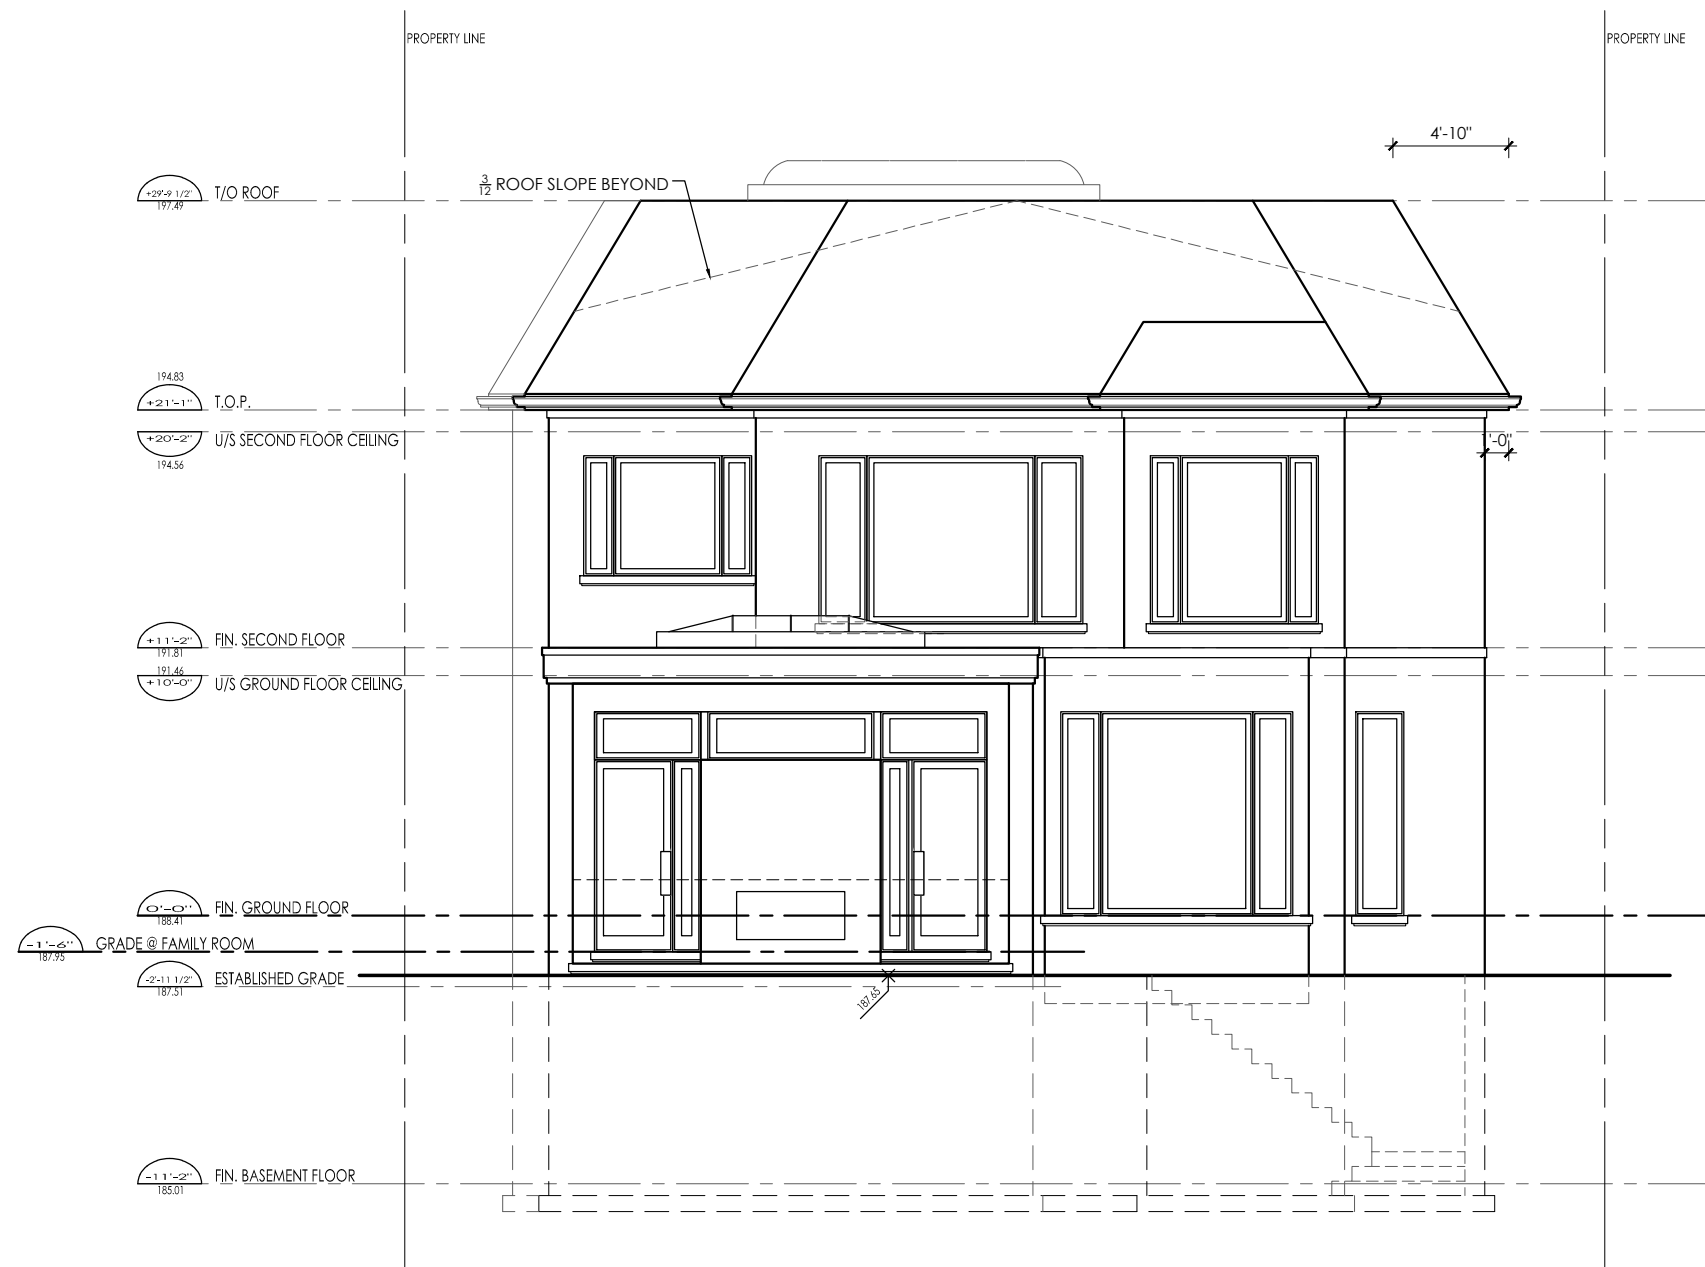 PROPERTY LINE
PROPERTY LINE
4'-10"
3/12 ROOF SLOPE BEYOND
+29'-9 1/2" T/O ROOF
197.49
194.83
+21'-1" T.O.P.
+20'-2" U/S SECOND FLOOR CEILING
194.56
1'-0"
+11'-2" FIN. SECOND FLOOR
191.81
191.46
+10'-0" U/S GROUND FLOOR CEILING
0'-0" FIN. GROUND FLOOR
188.41
-1'-6" GRADE @ FAMILY ROOM
187.95
-2'-11 1/2" ESTABLISHED GRADE
187.51
187.65
-11'-2" FIN. BASEMENT FLOOR
185.01